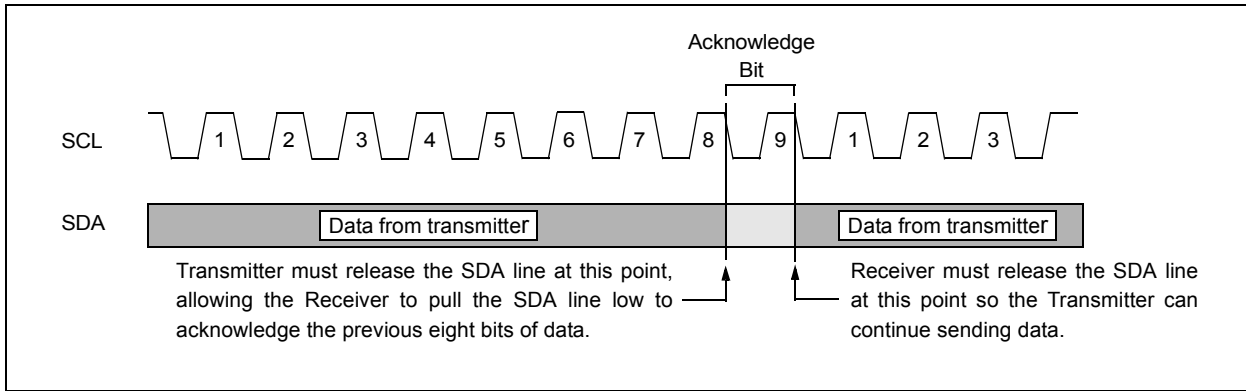 Acknowledge
Bit
SCL
1 2 3 4 5 6 7 8 9 1 2 3
SDA
Data from transmitter
Data from transmitter
Transmitter must release the SDA line at this point,
allowing the Receiver to pull the SDA line low to
acknowledge the previous eight bits of data.
Receiver must release the SDA line
at this point so the Transmitter can
continue sending data.